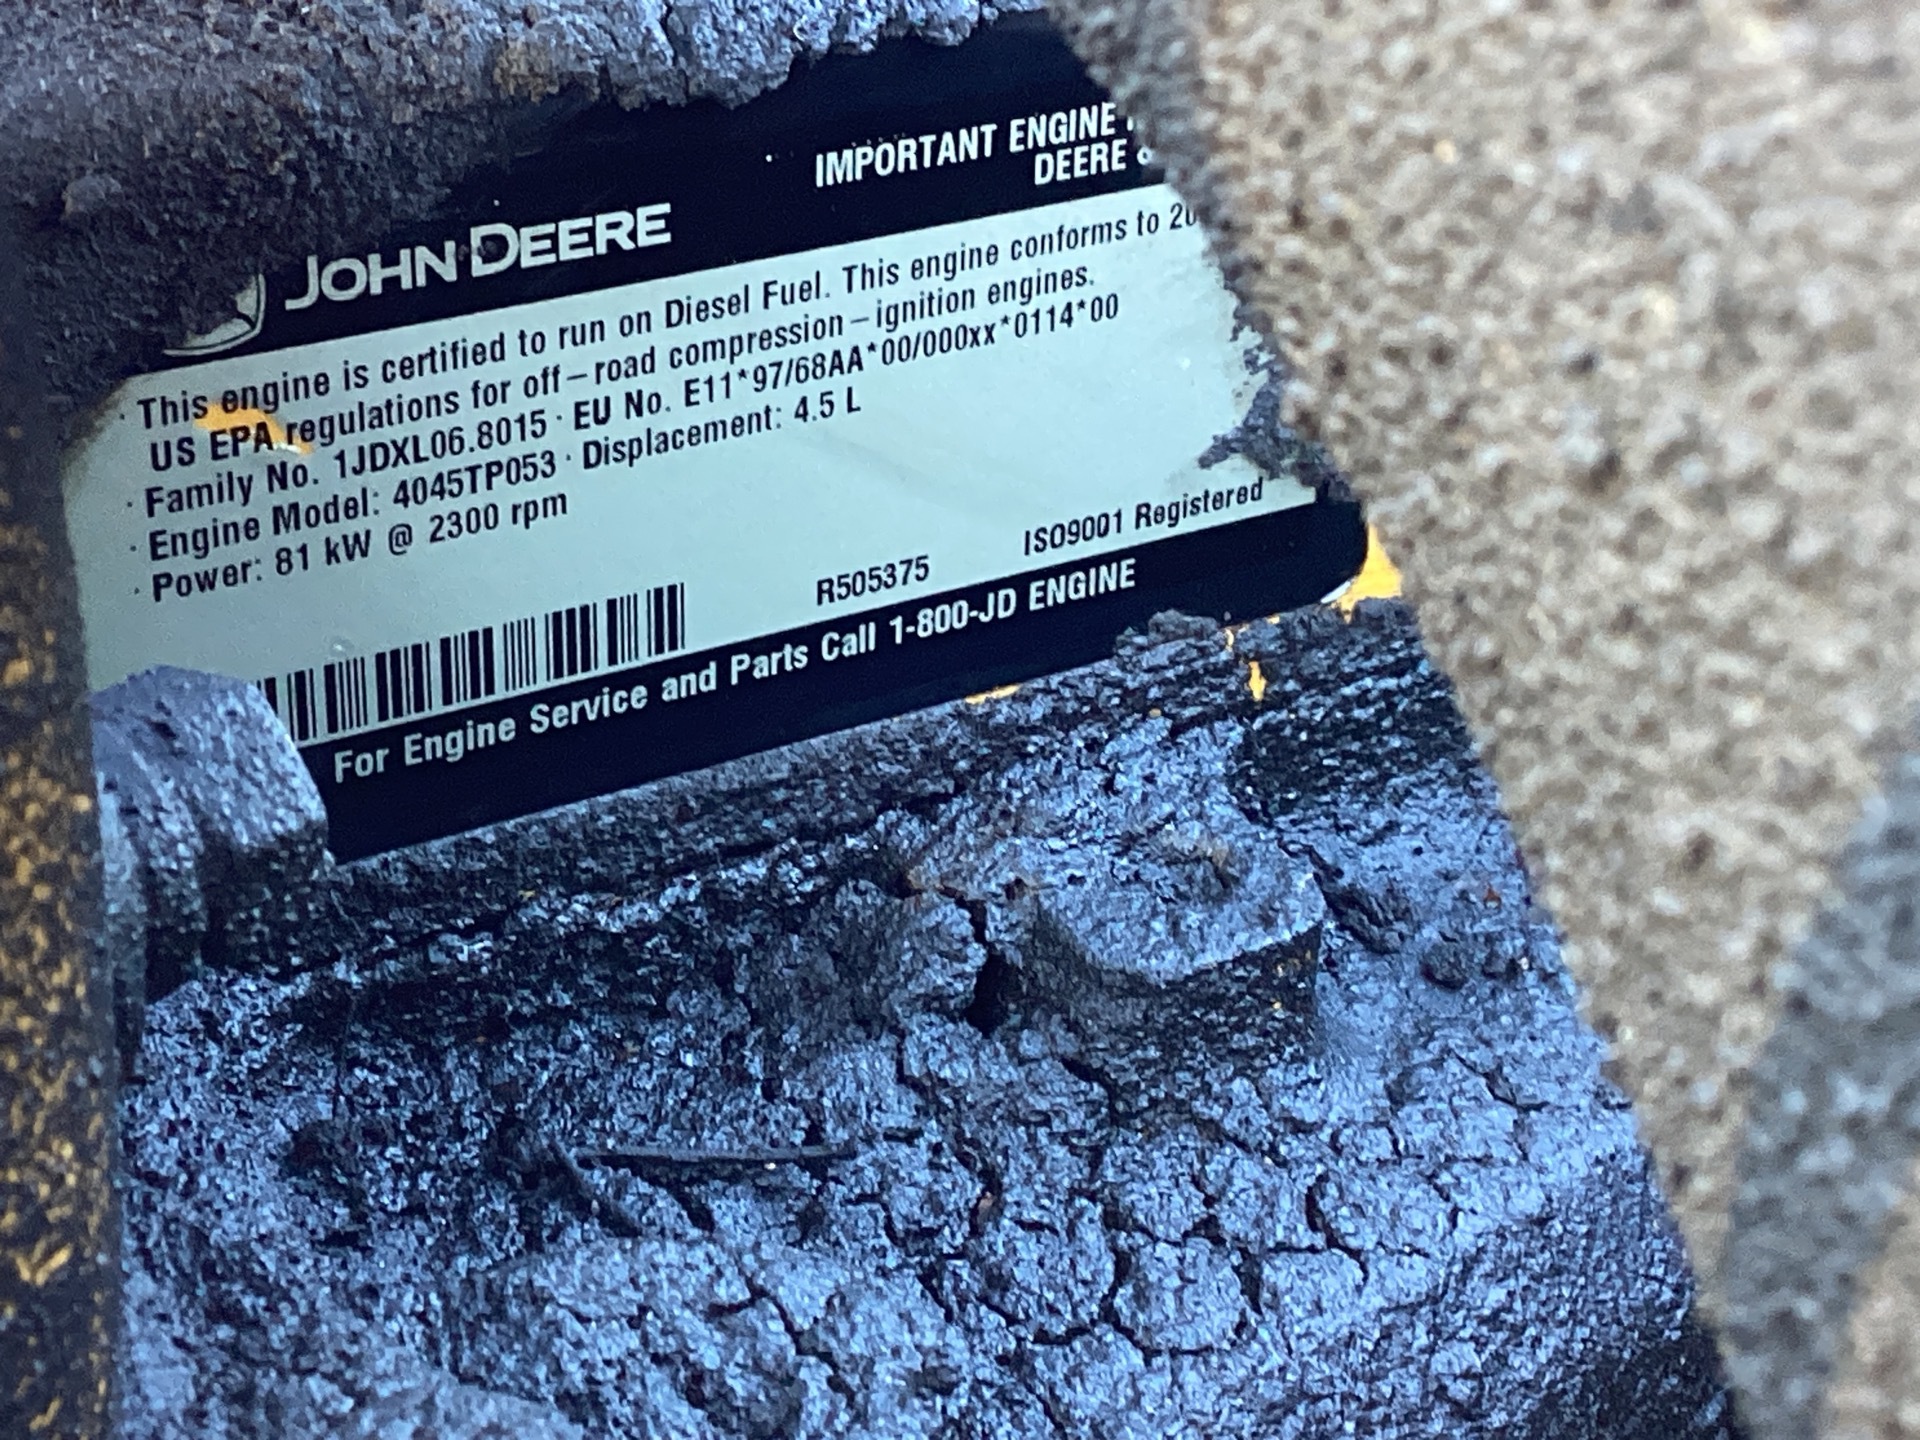 IMPORTANT ENGINE
DEERE
JOHN DEERE
· This engine is certified to run on Diesel Fuel. This engine conforms to
US EPA regulations for off–road compression–ignition engines.
· Family No. 1JDXL06.8015 · EU No. E11*97/68AA*00/000xx*0114*00
· Engine Model: 4045TP053 · Displacement: 4.5 L
· Power: 81 kW @ 2300 rpm
R505375
ISO9001 Registered
For Engine Service and Parts Call 1-800-JD ENGINE